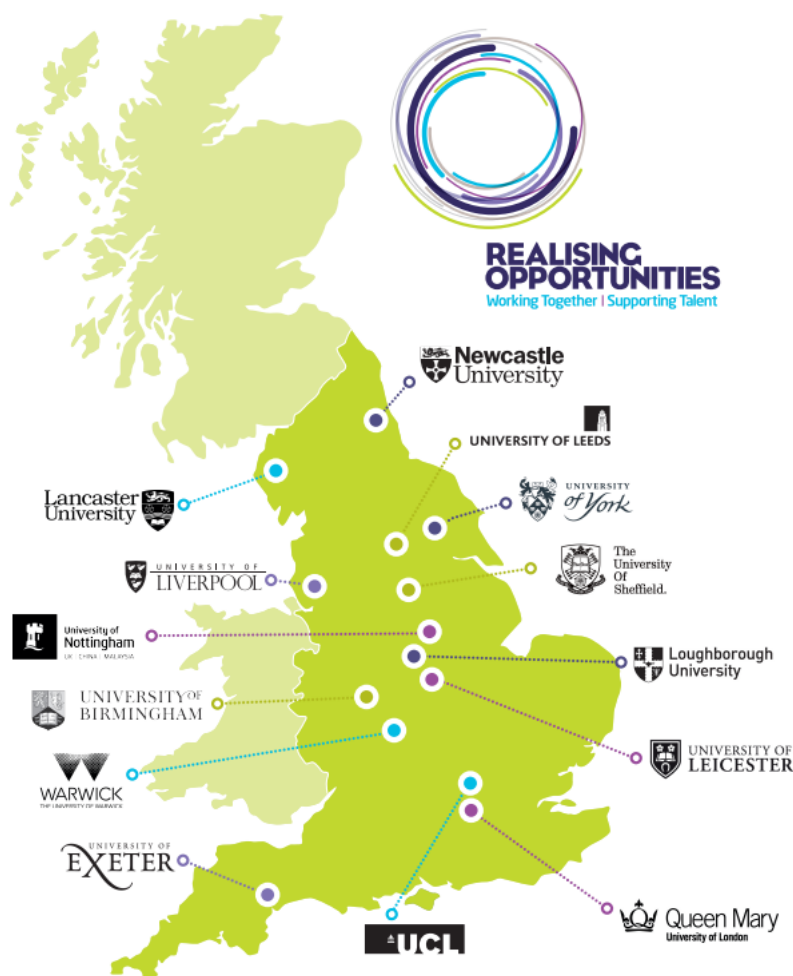 REALISING
OPPORTUNITIES
Working Together | Supporting Talent
Newcastle
University
UNIVERSITY OF LEEDS
Lancaster
University
UNIVERSITY
of York
UNIVERSITY OF
LIVERPOOL
The
University
Of
Sheffield.
University of
Nottingham
UK | CHINA | MALAYSIA
Loughborough
University
UNIVERSITY OF
BIRMINGHAM
UNIVERSITY OF
LEICESTER
WARWICK
THE UNIVERSITY OF WARWICK
UNIVERSITY OF
EXETER
UCL
Queen Mary
University of London